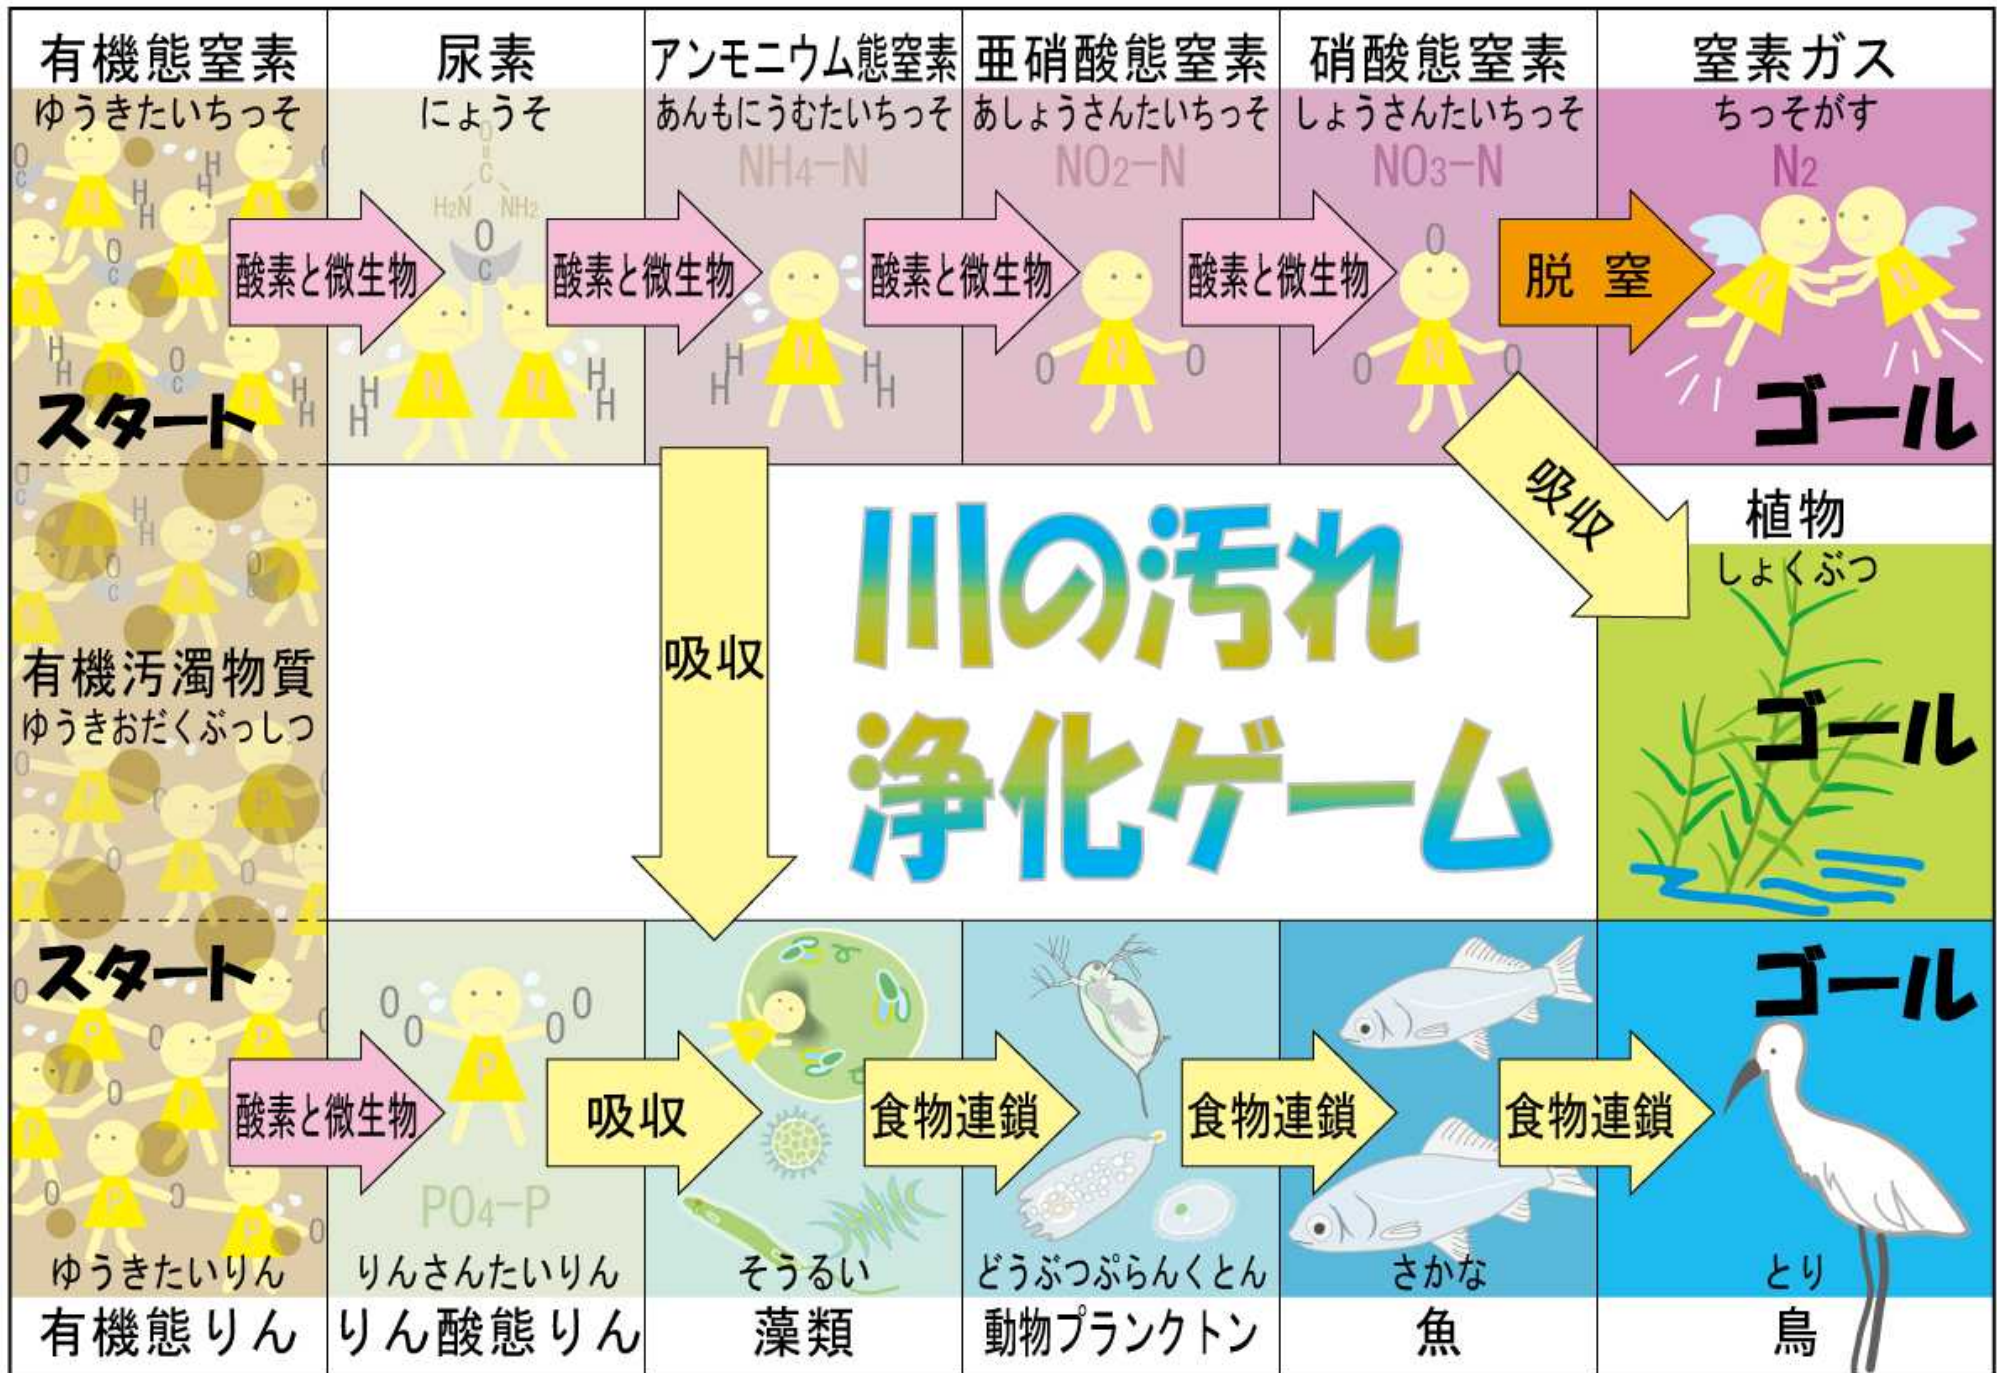 有機態窒素
ゆうきたいちっそ
尿素
にょうそ
アンモニウム態窒素
あんもにうむたいちっそ
NH4-N
亜硝酸態窒素
あしょうさんたいちっそ
NO2-N
硝酸態窒素
しょうさんたいちっそ
NO3-N
窒素ガス
ちっそがす
N2
O
C
H2N NH2
O
C
酸素と微生物
酸素と微生物
酸素と微生物
酸素と微生物
脱窒
スタート
ゴール
吸収
吸収
川の汚れ
浄化ゲーム
植物
しょくぶつ
ゴール
有機汚濁物質
ゆうきおだくぶっしつ
スタート
ゴール
酸素と微生物
吸収
食物連鎖
食物連鎖
食物連鎖
PO4-P
ゆうきたいりん
有機態りん
りんさんたいりん
りん酸態りん
そうるい
藻類
どうぶつぷらんくとん
動物プランクトン
さかな
魚
とり
鳥